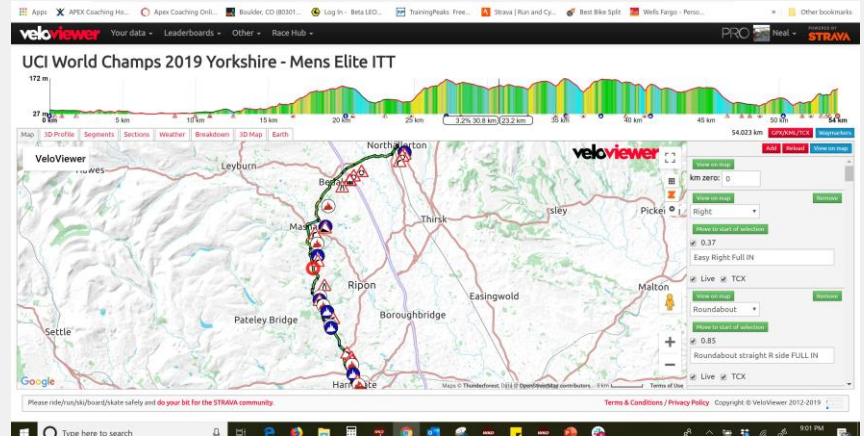 Apps
APEX Coaching Ho...
Apex Coaching Onli...
Boulder, CO (80301...
Log In - Beta LEO...
TrainingPeaks Free...
Strava | Run and Cy...
Best Bike Split
Wells Fargo - Perso...
»
Other bookmarks
veloviewer
Your data
Leaderboards
Other
Race Hub
PRO
Neal
POWERED BY
STRAVA
UCI World Champs 2019 Yorkshire - Mens Elite ITT
172 m
27 m
0 km
5 km
10 km
15 km
20 km
25 km
3.2% 30.8 km
23.2 km
35 km
40 km
45 km
50 km
54 km
Map
3D Profile
Segments
Sections
Weather
Breakdown
3D Map
Earth
54.023 km
GPX/KML/TCX
Waymarkers
Add
Reload
View on map
VeloViewer
veloviewer
Northallerton
Leyburn
Thirsk
Ripon
Easingwold
Malton
Pateley Bridge
Boroughbridge
Settle
Google
Maps © Thunderforest, Data © OpenStreetMap contributors
5 km
Terms of Use
View on map
km zero: 0
View on map
Remove
Right
Move to start of selection
0.37
Easy Right Full IN
Live
TCX
View on map
Remove
Roundabout
Move to start of selection
0.85
Roundabout straight R side FULL IN
Live
TCX
Please ride/run/ski/board/skate safely and do your bit for the STRAVA community.
Terms & Conditions / Privacy Policy
Copyright © VeloViewer 2012-2019
Type here to search
9:01 PM